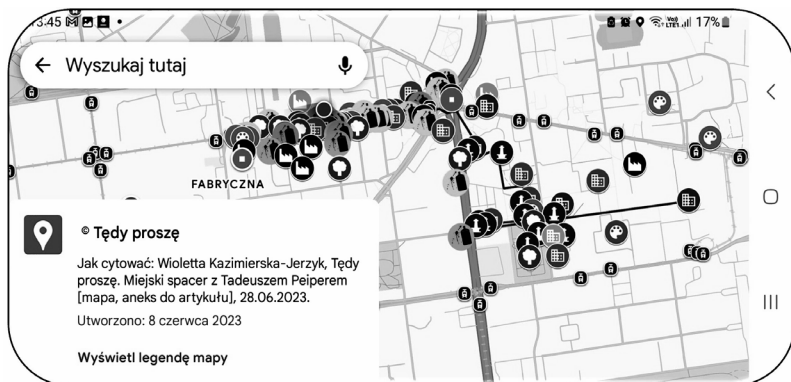 13.45
17%
Wyszukaj tutaj
FABRYCZNA
© Tędy proszę
Jak cytować: Wioletta Kazimierska-Jerzyk, Tędy
proszę. Miejski spacer z Tadeuszem Peiperem
[mapa, aneks do artykułu], 28.06.2023.
Utworzono: 8 czerwca 2023
Wyświetl legendę mapy